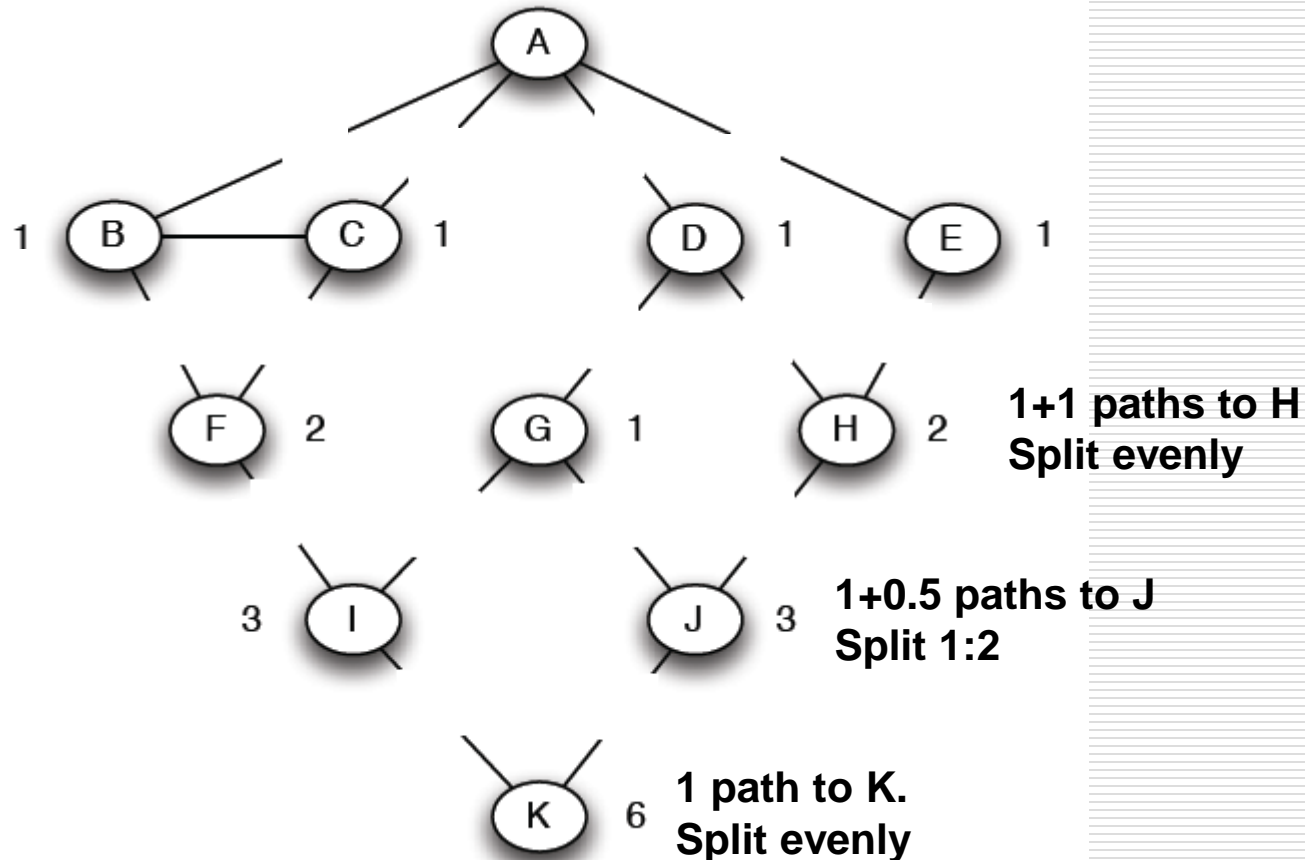 A
1 B C 1 D 1 E 1
F 2 G 1 H 2
1+1 paths to H
Split evenly
3 I J 3
1+0.5 paths to J
Split 1:2
K 6
1 path to K.
Split evenly